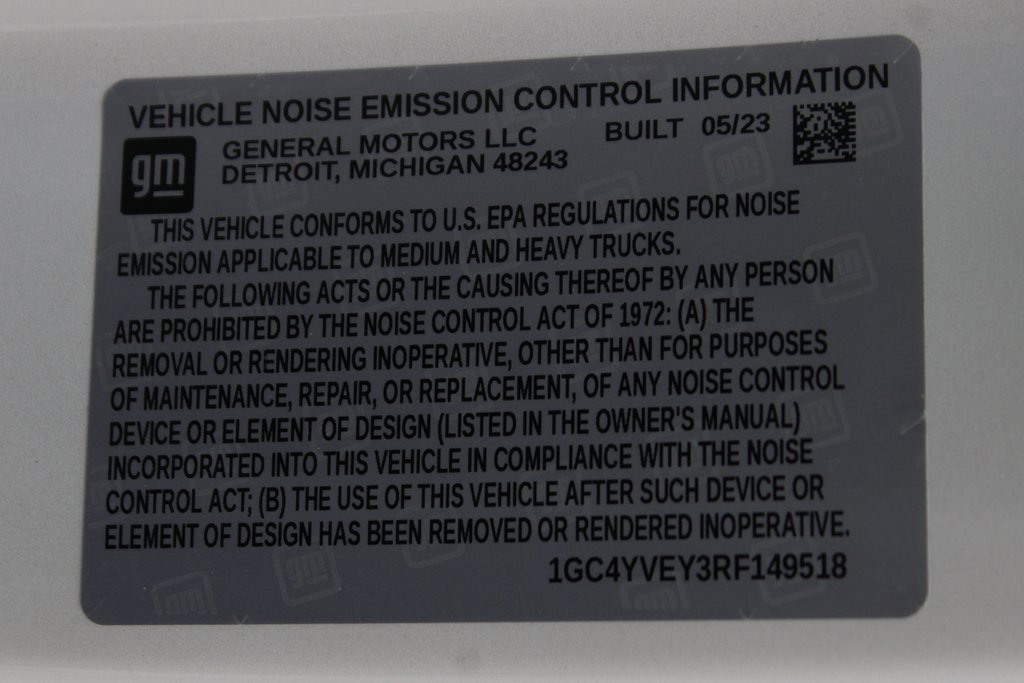 VEHICLE NOISE EMISSION CONTROL INFORMATION
gm
GENERAL MOTORS LLC
DETROIT, MICHIGAN 48243
BUILT 05/23
THIS VEHICLE CONFORMS TO U.S. EPA REGULATIONS FOR NOISE
EMISSION APPLICABLE TO MEDIUM AND HEAVY TRUCKS.
THE FOLLOWING ACTS OR THE CAUSING THEREOF BY ANY PERSON
ARE PROHIBITED BY THE NOISE CONTROL ACT OF 1972: (A) THE
REMOVAL OR RENDERING INOPERATIVE, OTHER THAN FOR PURPOSES
OF MAINTENANCE, REPAIR, OR REPLACEMENT, OF ANY NOISE CONTROL
DEVICE OR ELEMENT OF DESIGN (LISTED IN THE OWNER'S MANUAL)
INCORPORATED INTO THIS VEHICLE IN COMPLIANCE WITH THE NOISE
CONTROL ACT; (B) THE USE OF THIS VEHICLE AFTER SUCH DEVICE OR
ELEMENT OF DESIGN HAS BEEN REMOVED OR RENDERED INOPERATIVE.
1GC4YVEY3RF149518